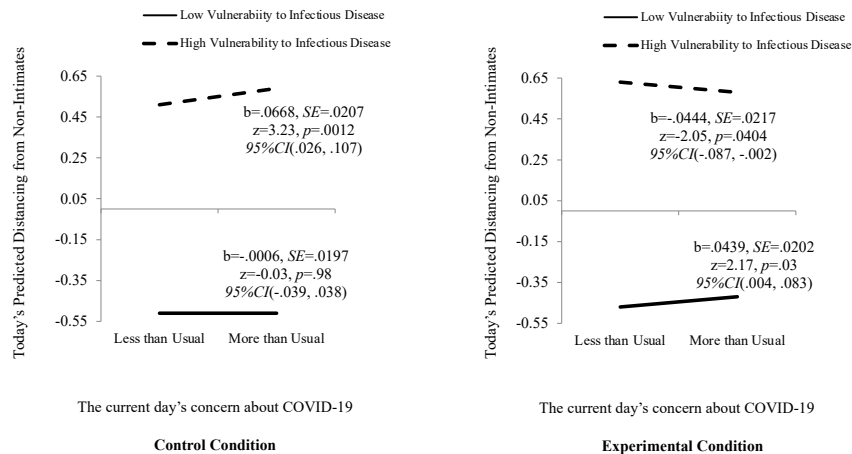 Low Vulnerabiity to Infectious Disease
High Vulnerability to Infectious Disease
Today's Predicted Distancing from Non-Intimates
0.65
0.45
0.25
0.05
-0.15
-0.35
-0.55
b=.0668, SE=.0207
z=3.23, p=.0012
95%CI(.026, .107)
b=-.0006, SE=.0197
z=-0.03, p=.98
95%CI(-.039, .038)
Less than Usual
More than Usual
The current day's concern about COVID-19
Control Condition
Low Vulnerabiity to Infectious Disease
High Vulnerability to Infectious Disease
Today's Predicted Distancing from Non-Intimates
0.65
0.45
0.25
0.05
-0.15
-0.35
-0.55
b=-.0444, SE=.0217
z=-2.05, p=.0404
95%CI(-.087, -.002)
b=.0439, SE=.0202
z=2.17, p=.03
95%CI(.004, .083)
Less than Usual
More than Usual
The current day's concern about COVID-19
Experimental Condition